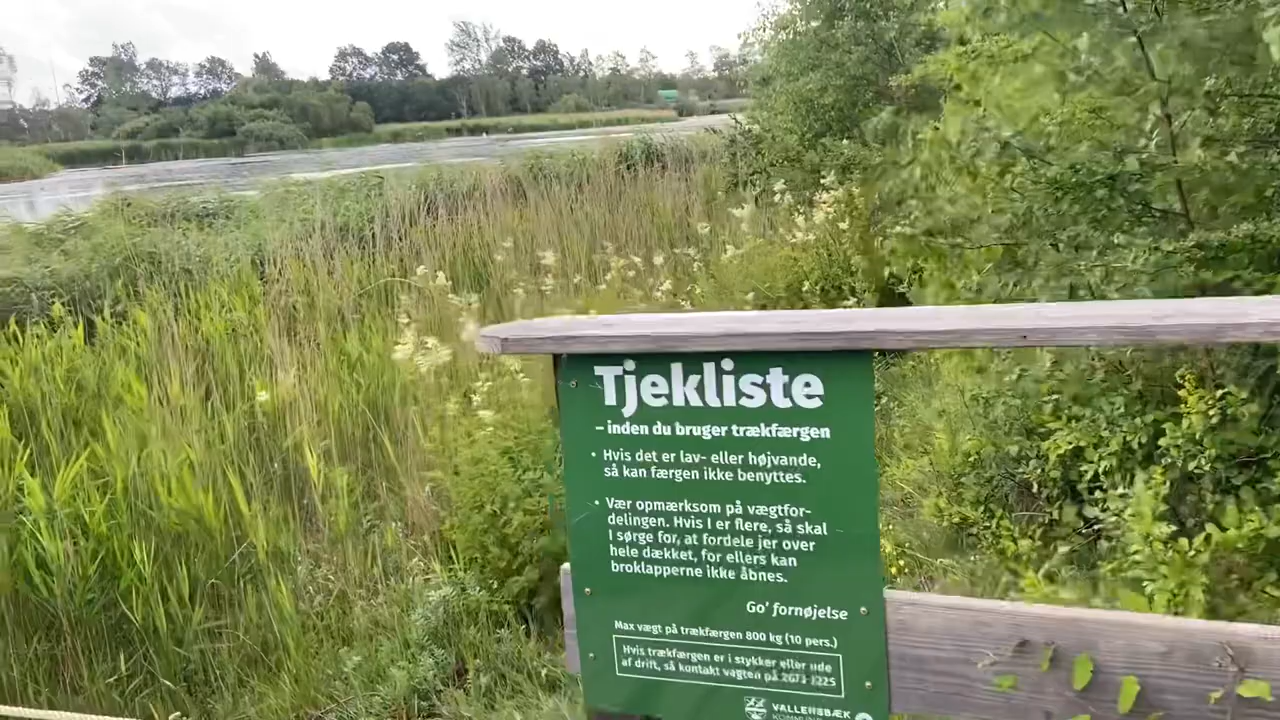 Tjekliste
– inden du bruger trækfærgen
• Hvis det er lav- eller højvande,
så kan færgen ikke benyttes.
• Vær opmærksom på vægtfor-
delingen. Hvis I er flere, så skal
I sørge for, at fordele jer over
hele dækket, for ellers kan
broklapperne ikke åbnes.
Go' fornøjelse
Max vægt på trækfærgen 800 kg (10 pers.)
Hvis trækfærgen er i stykker eller ude
af drift, så kontakt vagten på
VALLENSBÆK
KOMMUNE